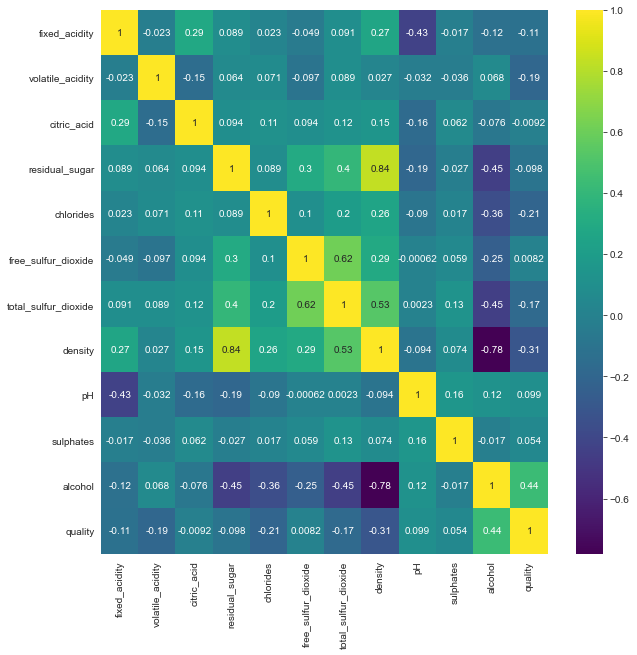 fixed_acidity 1 -0.023 0.29 0.089 0.023 -0.049 0.091 0.27 -0.43 -0.017 -0.12 -0.11
volatile_acidity -0.023 1 -0.15 0.064 0.071 -0.097 0.089 0.027 -0.032 -0.036 0.068 -0.19
citric_acid 0.29 -0.15 1 0.094 0.11 0.094 0.12 0.15 -0.16 0.062 -0.076 -0.0092
residual_sugar 0.089 0.064 0.094 1 0.089 0.3 0.4 0.84 -0.19 -0.027 -0.45 -0.098
chlorides 0.023 0.071 0.11 0.089 1 0.1 0.2 0.26 -0.09 0.017 -0.36 -0.21
free_sulfur_dioxide -0.049 -0.097 0.094 0.3 0.1 1 0.62 0.29 -0.00062 0.059 -0.25 0.0082
total_sulfur_dioxide 0.091 0.089 0.12 0.4 0.2 0.62 1 0.53 0.0023 0.13 -0.45 -0.17
density 0.27 0.027 0.15 0.84 0.26 0.29 0.53 1 -0.094 0.074 -0.78 -0.31
pH -0.43 -0.032 -0.16 -0.19 -0.09 -0.00062 0.0023 -0.094 1 0.16 0.12 0.099
sulphates -0.017 -0.036 0.062 -0.027 0.017 0.059 0.13 0.074 0.16 1 -0.017 0.054
alcohol -0.12 0.068 -0.076 -0.45 -0.36 -0.25 -0.45 -0.78 0.12 -0.017 1 0.44
quality -0.11 -0.19 -0.0092 -0.098 -0.21 0.0082 -0.17 -0.31 0.099 0.054 0.44 1
fixed_acidity
volatile_acidity
citric_acid
residual_sugar
chlorides
free_sulfur_dioxide
total_sulfur_dioxide
density
pH
sulphates
alcohol
quality
1.0
0.8
0.6
0.4
0.2
0.0
−0.2
−0.4
−0.6